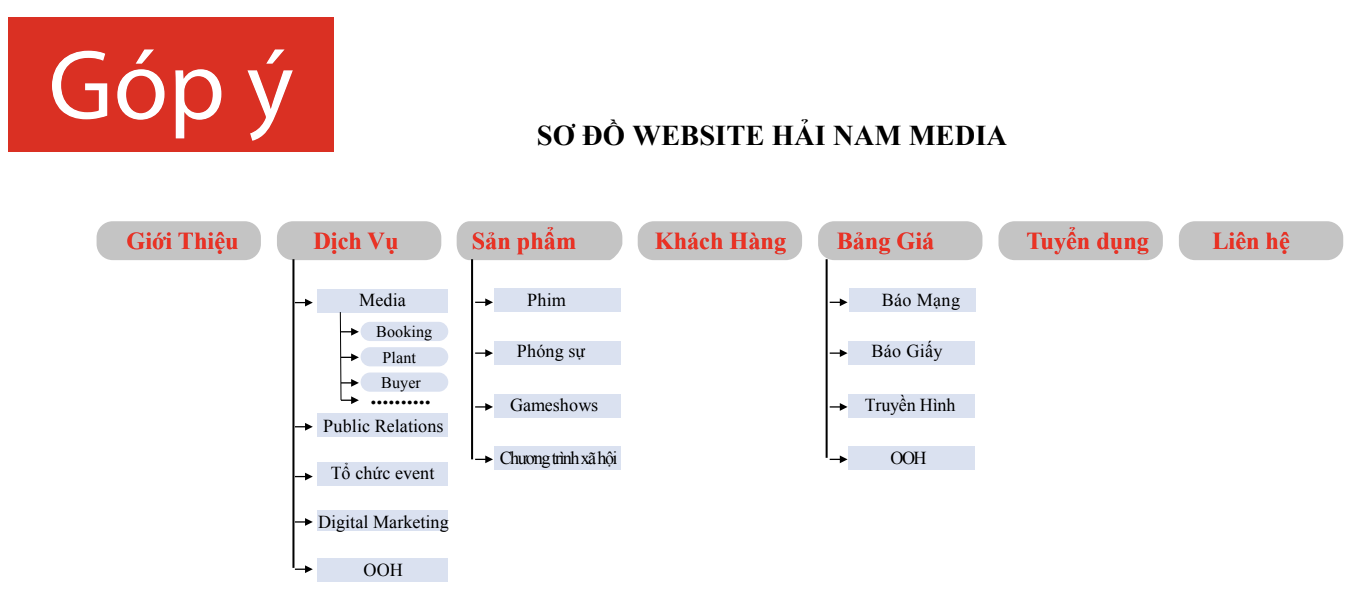 Góp ý
SƠ ĐỒ WEBSITE HẢI NAM MEDIA
Giới Thiệu
Dịch Vụ
Sản phẩm
Khách Hàng
Bảng Giá
Tuyển dụng
Liên hệ
Media
Booking
Plant
Buyer
..........
Public Relations
Tổ chức event
Digital Marketing
OOH
Phim
Phóng sự
Gameshows
Chương trình xã hội
Báo Mạng
Báo Giấy
Truyền Hình
OOH